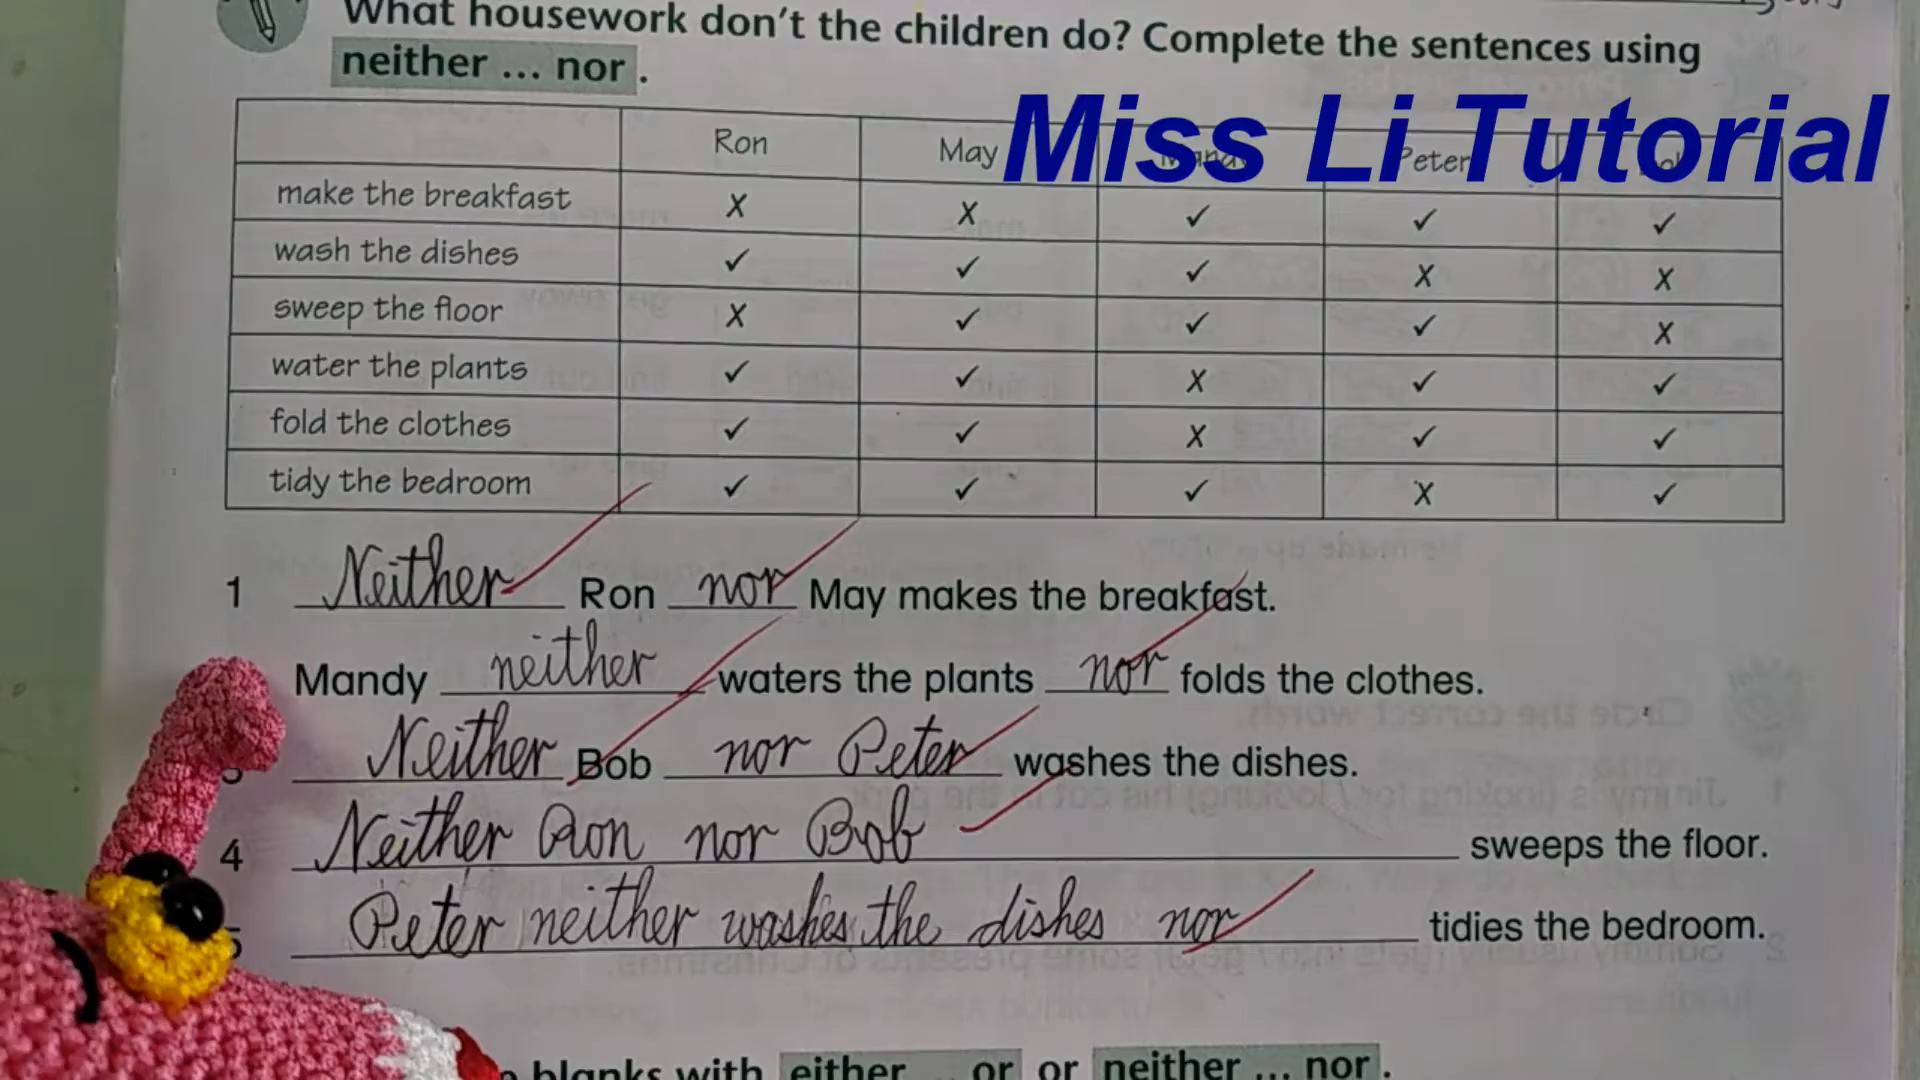 What housework don't the children do? Complete the sentences using
neither ... nor .
Miss Li Tutorial
Ron May Peter
make the breakfast X X ✓ ✓ ✓
wash the dishes ✓ ✓ ✓ X X
sweep the floor X ✓ ✓ ✓ X
water the plants ✓ ✓ X ✓ ✓
fold the clothes ✓ ✓ X ✓ ✓
tidy the bedroom ✓ ✓ ✓ X ✓
1 Neither Ron nor May makes the breakfast.
Mandy neither waters the plants nor folds the clothes.
Neither Bob nor Peter washes the dishes.
4 Neither Ron nor Bob sweeps the floor.
5 Peter neither washes the dishes nor tidies the bedroom.
blanks with either ... or or neither ... nor .